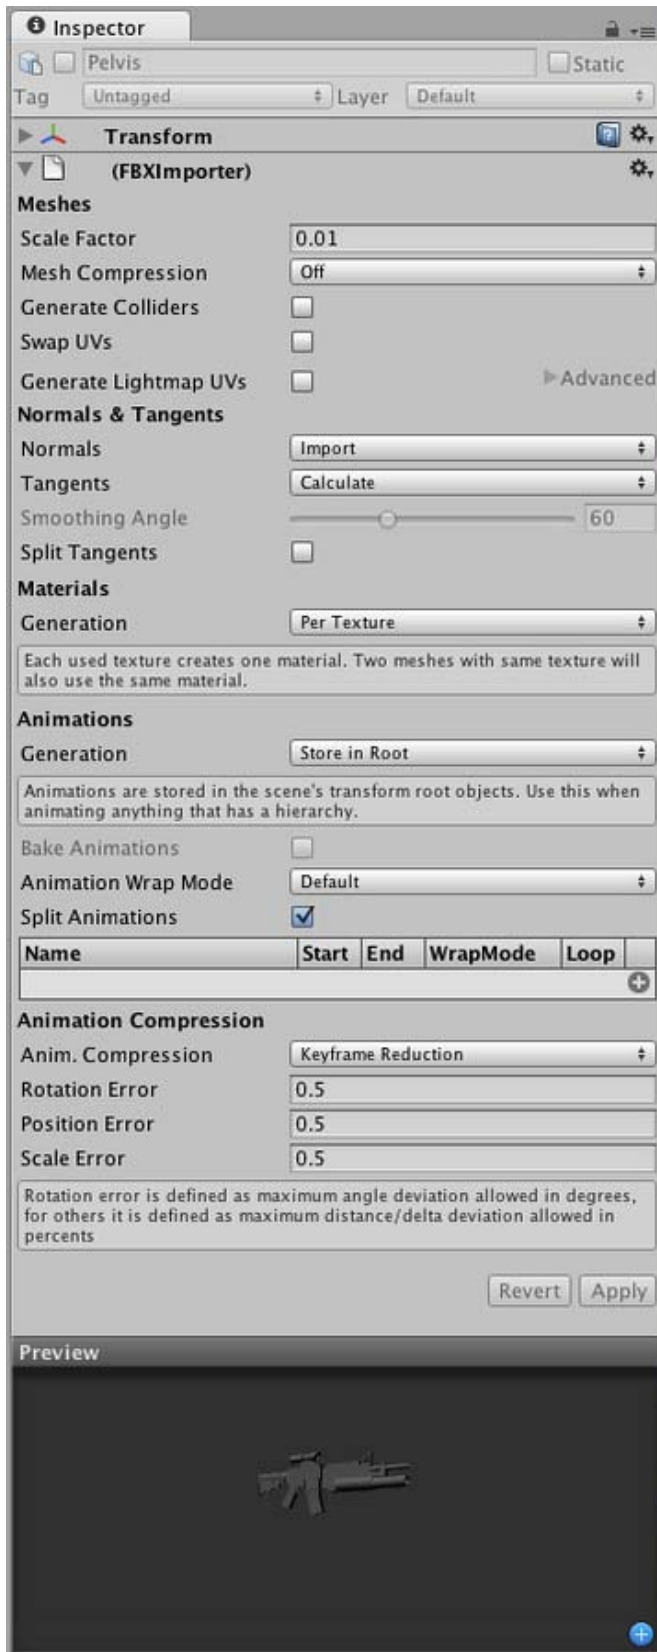 Inspector
Pelvis Static
Tag Untagged Layer Default
Transform
(FBXImporter)
Meshes
Scale Factor 0.01
Mesh Compression Off
Generate Colliders
Swap UVs
Generate Lightmap UVs Advanced
Normals & Tangents
Normals Import
Tangents Calculate
Smoothing Angle 60
Split Tangents
Materials
Generation Per Texture
Each used texture creates one material. Two meshes with same texture will
also use the same material.
Animations
Generation Store in Root
Animations are stored in the scene's transform root objects. Use this when
animating anything that has a hierarchy.
Bake Animations
Animation Wrap Mode Default
Split Animations
Name Start End WrapMode Loop
Animation Compression
Anim. Compression Keyframe Reduction
Rotation Error 0.5
Position Error 0.5
Scale Error 0.5
Rotation error is defined as maximum angle deviation allowed in degrees,
for others it is defined as maximum distance/delta deviation allowed in
percents
Revert Apply
Preview